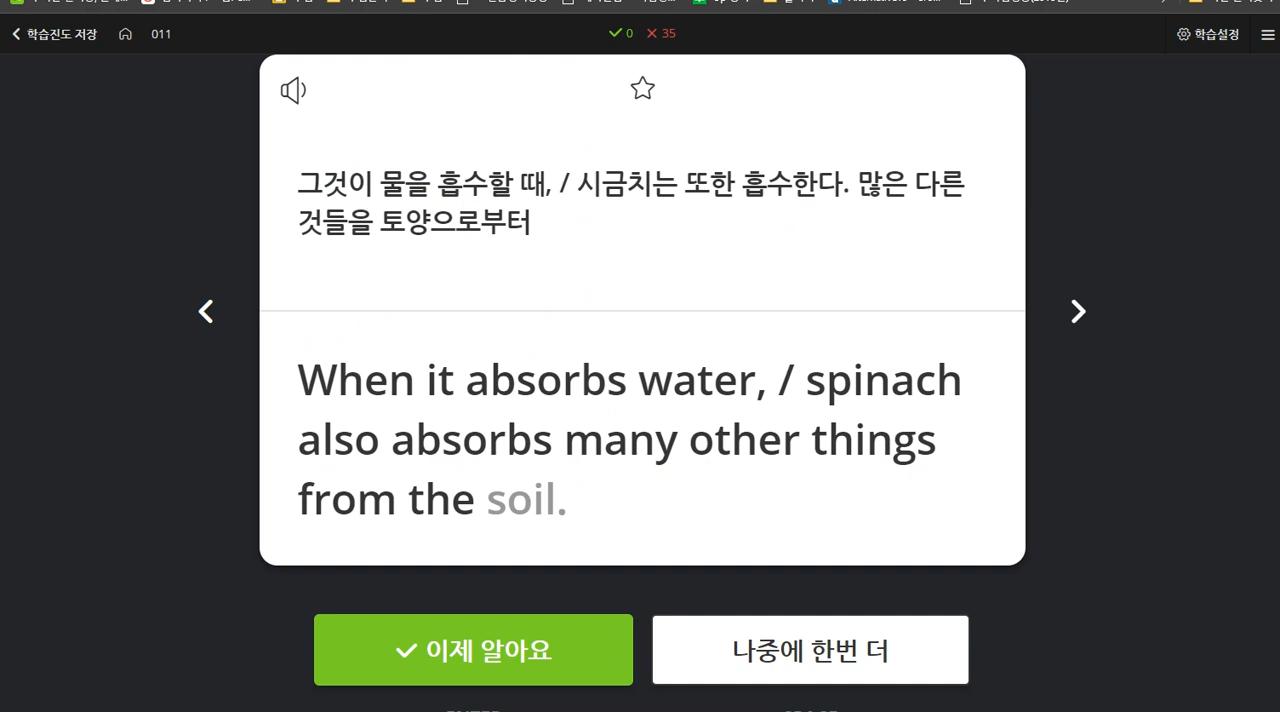 학습진도 저장 011 0 35 학습설정
그것이 물을 흡수할 때, / 시금치는 또한 흡수한다. 많은 다른
것들을 토양으로부터
When it absorbs water, / spinach
also absorbs many other things
from the soil.
이제 알아요 나중에 한번 더